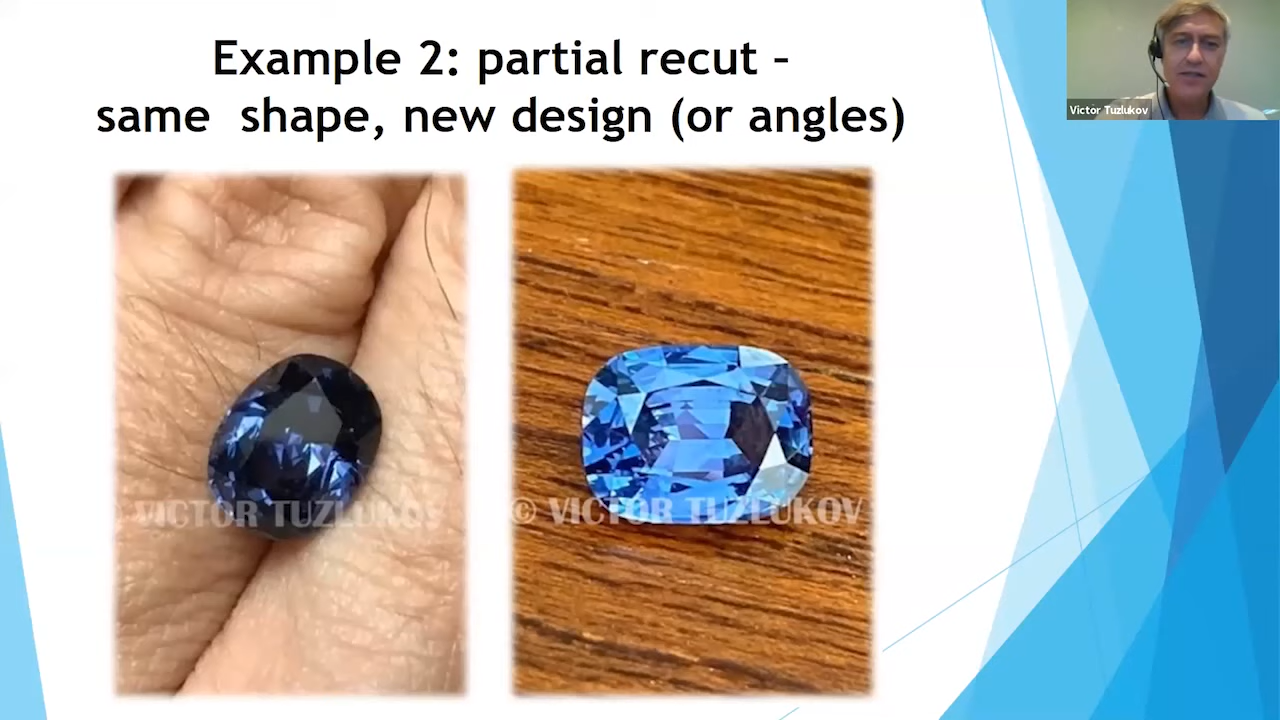 Example 2: partial recut –
same  shape, new design (or angles)
Victor Tuzlukov
VICTOR TUZLUKOV
© VICTOR TUZLUKOV